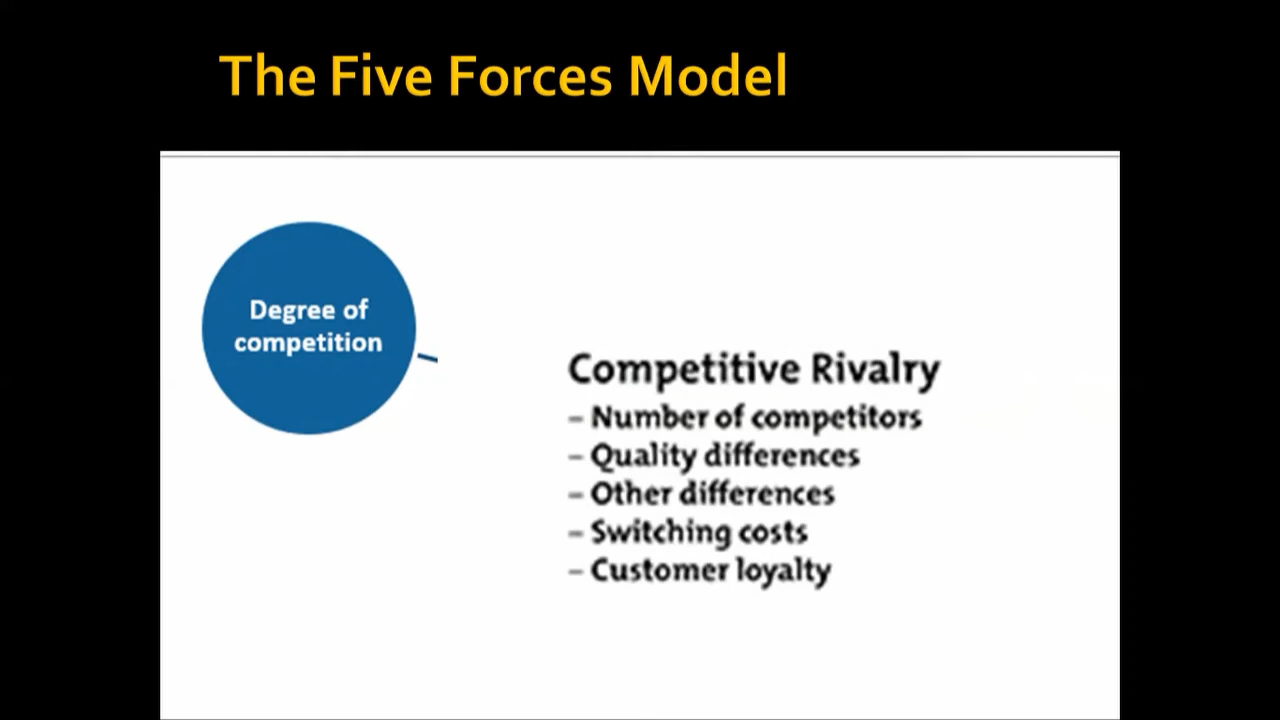 The Five Forces Model
Degree of
competition
Competitive Rivalry
– Number of competitors
– Quality differences
– Other differences
– Switching costs
– Customer loyalty